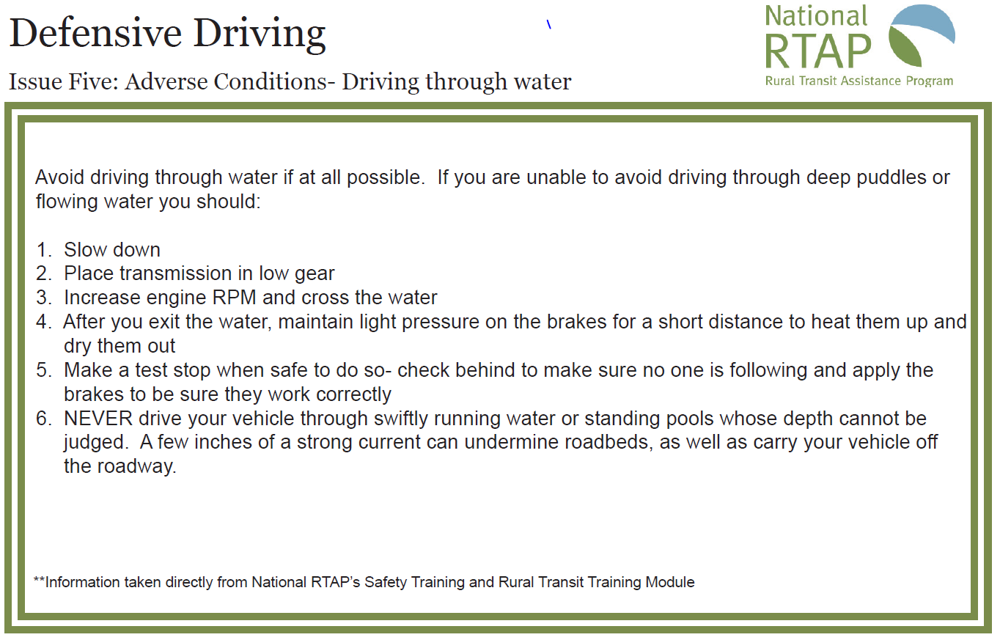 Defensive Driving
National
RTAP
Rural Transit Assistance Program
Issue Five: Adverse Conditions- Driving through water
Avoid driving through water if at all possible.  If you are unable to avoid driving through deep puddles or
flowing water you should:
1.  Slow down
2.  Place transmission in low gear
3.  Increase engine RPM and cross the water
4.  After you exit the water, maintain light pressure on the brakes for a short distance to heat them up and
dry them out
5.  Make a test stop when safe to do so- check behind to make sure no one is following and apply the
brakes to be sure they work correctly
6.  NEVER drive your vehicle through swiftly running water or standing pools whose depth cannot be
judged.  A few inches of a strong current can undermine roadbeds, as well as carry your vehicle off
the roadway.
**Information taken directly from National RTAP's Safety Training and Rural Transit Training Module